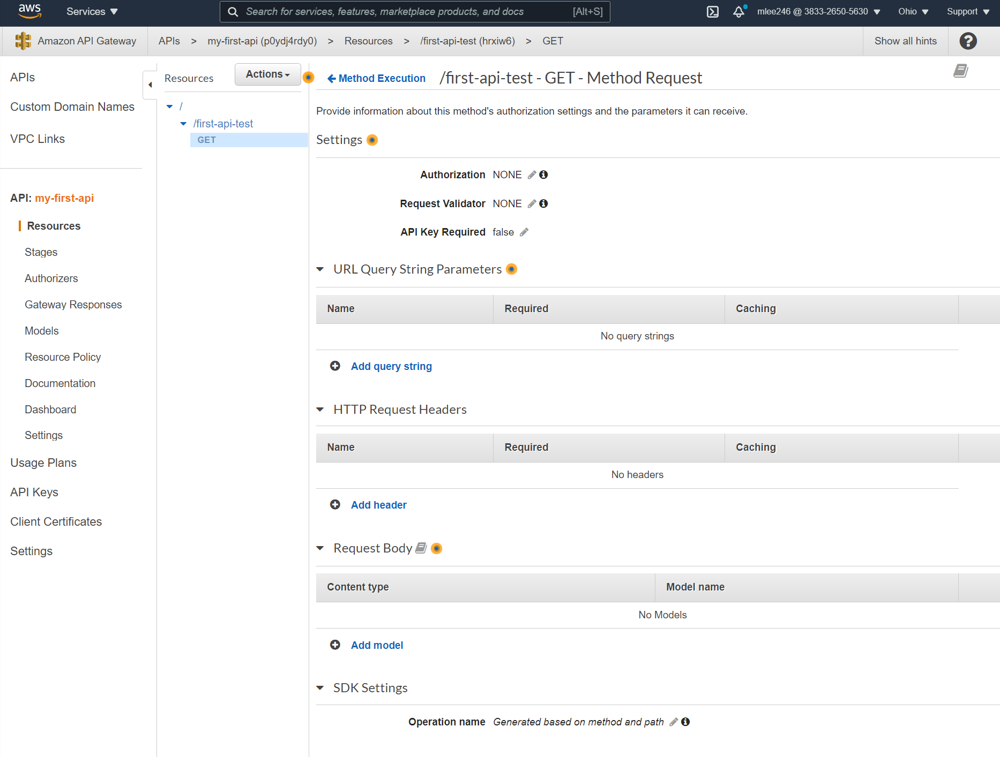 aws
Services
Search for services, features, marketplace products, and docs [Alt+S]
mlee246 @ 3833-2650-5630
Ohio
Support
Amazon API Gateway
APIs > my-first-api (p0ydj4rdy0) > Resources > /first-api-test (hrxiw6) > GET
Show all hints
?
APIs
Custom Domain Names
VPC Links
API: my-first-api
Resources
Stages
Authorizers
Gateway Responses
Models
Resource Policy
Documentation
Dashboard
Settings
Usage Plans
API Keys
Client Certificates
Settings
Resources
Actions
/
/first-api-test
GET
Method Execution /first-api-test - GET - Method Request
Provide information about this method's authorization settings and the parameters it can receive.
Settings
Authorization NONE
Request Validator NONE
API Key Required false
URL Query String Parameters
Name Required Caching
No query strings
Add query string
HTTP Request Headers
Name Required Caching
No headers
Add header
Request Body
Content type Model name
No Models
Add model
SDK Settings
Operation name Generated based on method and path